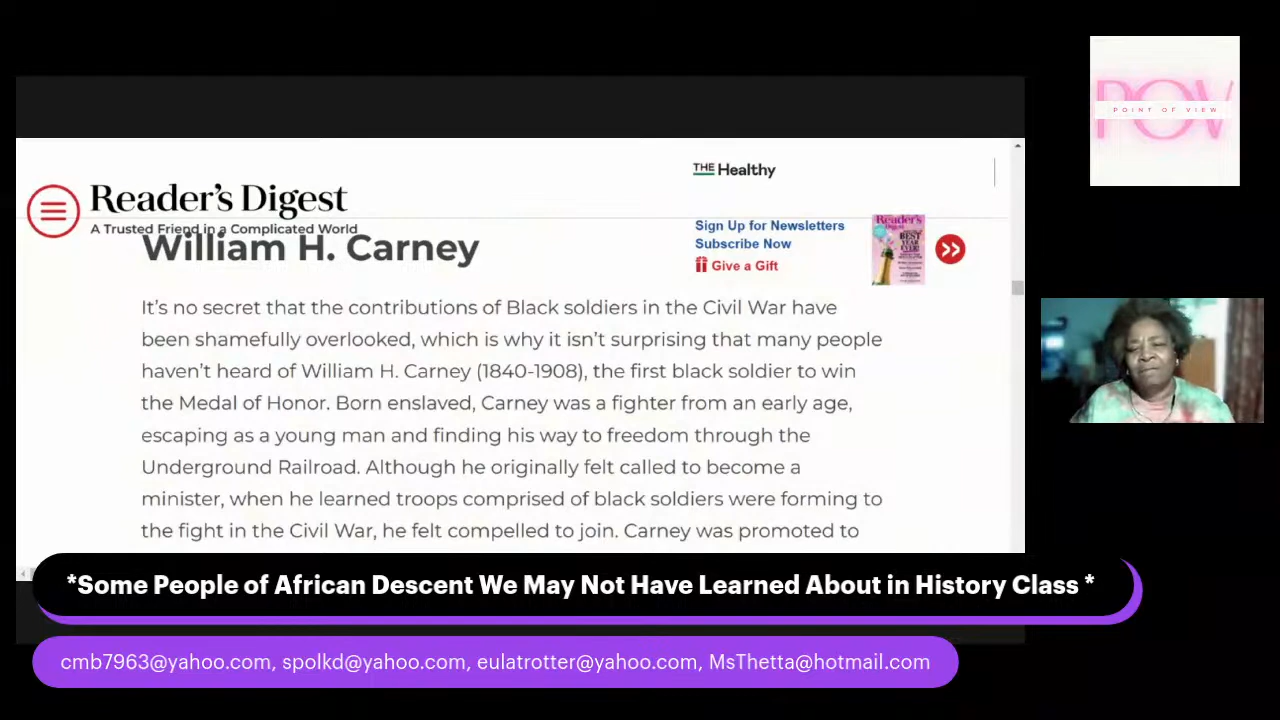 POV
POINT OF VIEW
THE Healthy
Reader's Digest
A Trusted Friend in a Complicated World
William H. Carney
Sign Up for Newsletters
Subscribe Now
Give a Gift
Reader's
Digest
BEST
YEAR
EVER!
It's no secret that the contributions of Black soldiers in the Civil War have
been shamefully overlooked, which is why it isn't surprising that many people
haven't heard of William H. Carney (1840-1908), the first black soldier to win
the Medal of Honor. Born enslaved, Carney was a fighter from an early age,
escaping as a young man and finding his way to freedom through the
Underground Railroad. Although he originally felt called to become a
minister, when he learned troops comprised of black soldiers were forming to
the fight in the Civil War, he felt compelled to join. Carney was promoted to
*Some People of African Descent We May Not Have Learned About in History Class *
cmb7963@yahoo.com, spolkd@yahoo.com, eulatrotter@yahoo.com, MsThetta@hotmail.com